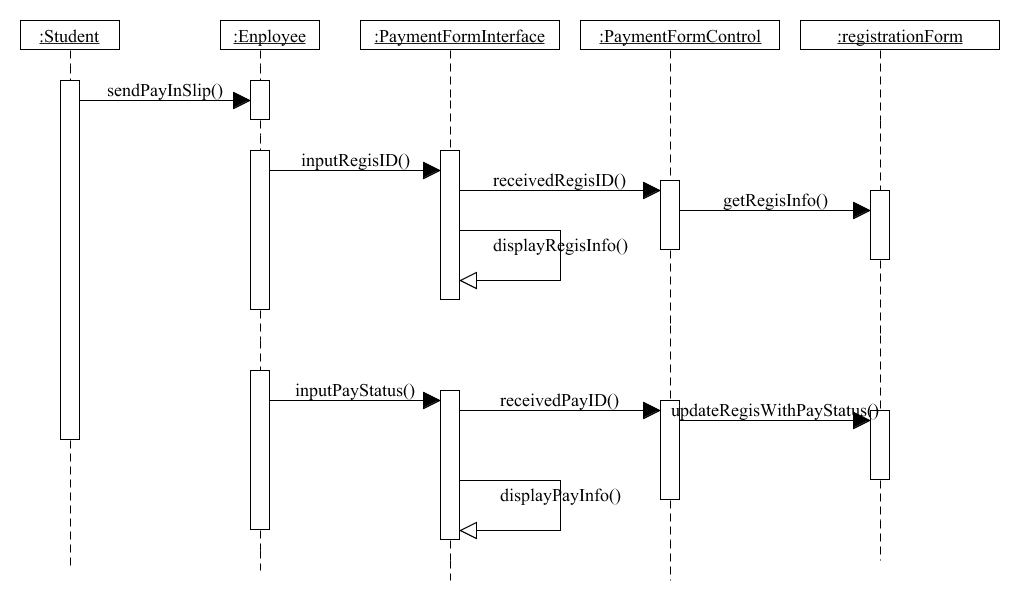 :Student
:Enployee
:PaymentFormInterface
:PaymentFormControl
:registrationForm
sendPayInSlip()
inputRegisID()
receivedRegisID()
getRegisInfo()
displayRegisInfo()
inputPayStatus()
receivedPayID()
updateRegisWithPayStatus()
displayPayInfo()